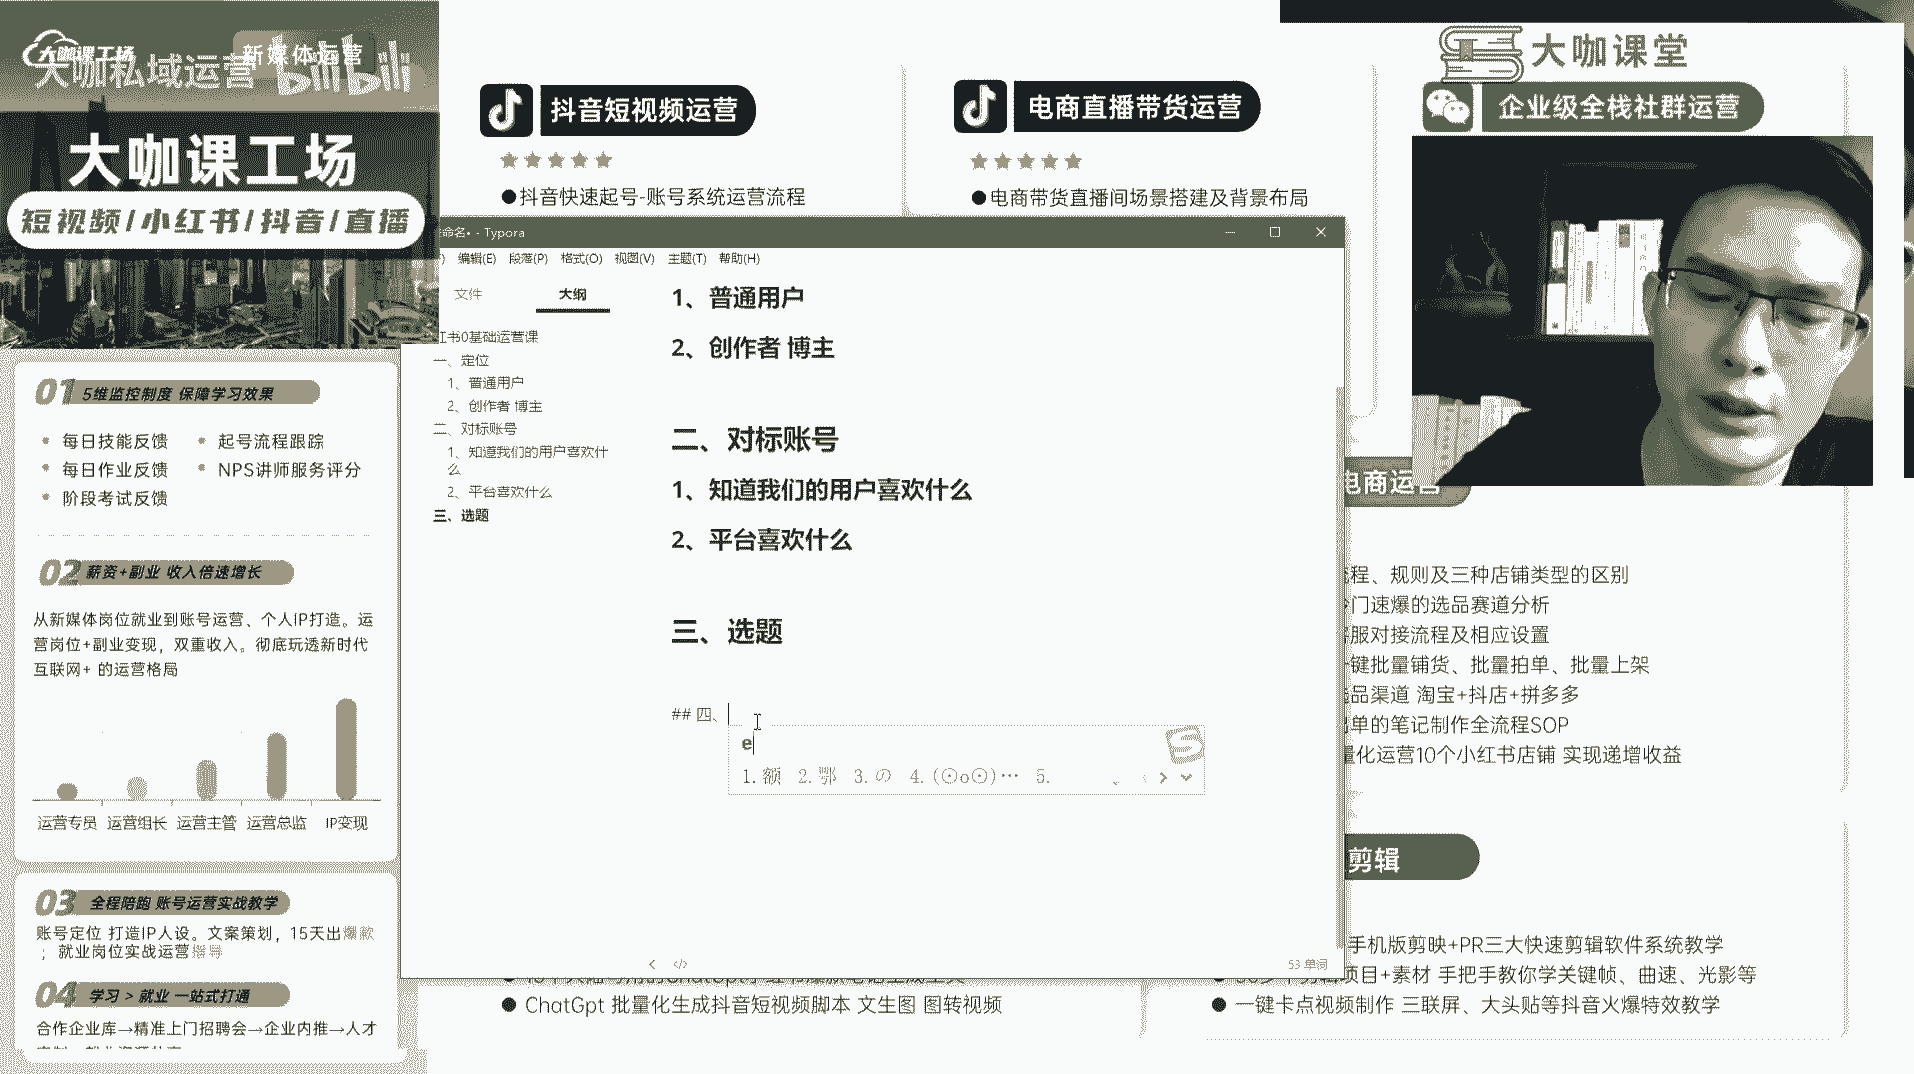 大咖课工场
新媒体运营
大咖私域运营 bilibili
大咖课工场
短视频/小红书/抖音/直播
01 5维监控制度 保障学习效果
每日技能反馈
起号流程跟踪
每日作业反馈
NPS讲师服务评分
阶段考试反馈
02 薪资+副业 收入倍速增长
从新媒体岗位就业到账号运营、个人IP打造。运
营岗位+副业变现，双重收入。彻底玩透新时代
互联网+ 的运营格局
运营专员 运营组长 运营主管 运营总监 IP变现
03 全程陪跑 账号运营实战教学
账号定位 打造IP人设。文案策划，15天出爆款
；就业岗位实战运营指导
04 学习 > 就业 一站式打通
合作企业库→精准上门招聘会→企业内推→人才
抖音短视频运营
●抖音快速起号-账号系统运营流程
电商直播带货运营
●电商带货直播间场景搭建及背景布局
大咖课堂
企业级全栈社群运营
命名• - Typora
编辑(E) 段落(P) 格式(O) 视图(V) 主题(T) 帮助(H)
文件
大纲
红书0基础运营课
一、定位
1、普通用户
2、创作者 博主
二、对标账号
1、知道我们的用户喜欢什
么
2、平台喜欢什么
三、选题
1、普通用户
2、创作者 博主
二、对标账号
1、知道我们的用户喜欢什么
2、平台喜欢什么
三、选题
## 四、
e
1.额 2.鄂 3.の 4.(⊙o⊙)… 5.
53 单词
电商运营
流程、规则及三种店铺类型的区别
门速爆的选品赛道分析
客服对接流程及相应设置
一键批量铺货、批量拍单、批量上架
选品渠道 淘宝+抖店+拼多多
出单的笔记制作全流程SOP
量化运营10个小红书店铺 实现递增收益
剪辑
手机版剪映+PR三大快速剪辑软件系统教学
项目+素材 手把手教你学关键帧、曲速、光影等
● 一键卡点视频制作 三联屏、大头贴等抖音火爆特效教学
● ChatGpt 批量化生成抖音短视频脚本 文生图 图转视频